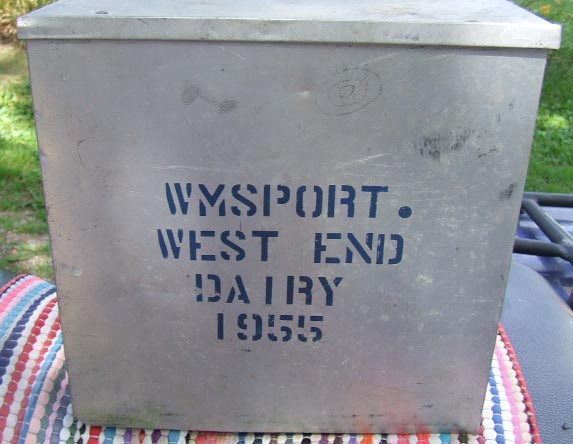 WMSPORT.
WEST END
DAIRY
1955